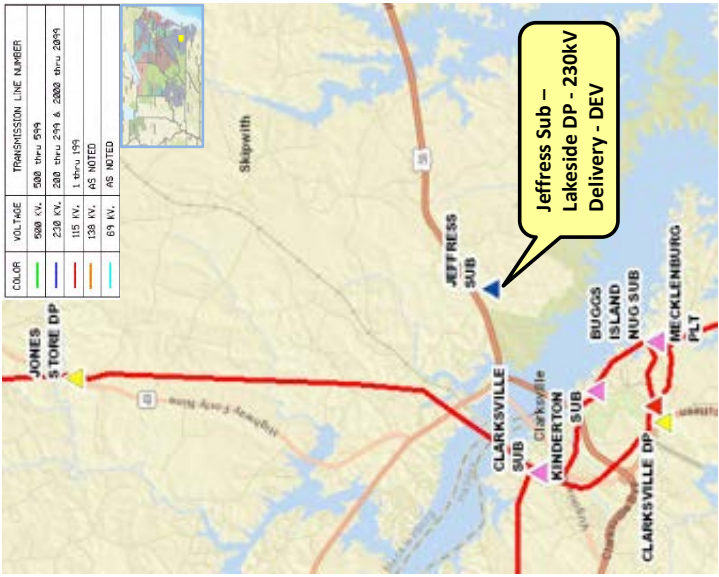 COLOR VOLTAGE TRANSMISSION LINE NUMBER
500 KV. 500 thru 599
230 KV. 200 thru 299 & 2000 thru 2099
115 KV. 1 thru 199
138 KV. AS NOTED
69 KV. AS NOTED
JONES
STORE DP
49
Highway Forty Nine
Skipwith
58
JEFFRESS
SUB
Jeffress Sub –
Lakeside DP - 230kV
Delivery - DEV
CLARKSVILLE
SUB
Clarksville
KINDERTON
SUB
BUGGS
ISLAND
NUG SUB
MECKLENBURG
PLT
CLARKSVILLE DP